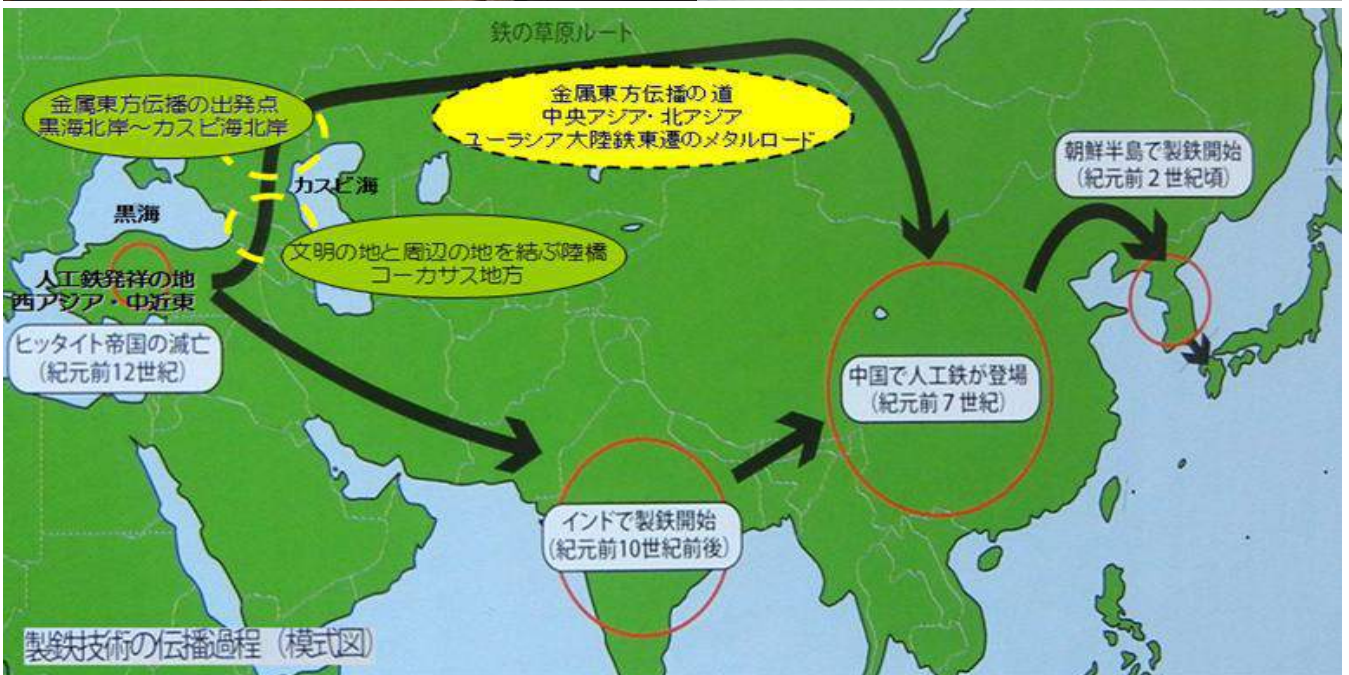 鉄の草原ルート
金属東方伝播の出発点
黒海北岸~カスピ海北岸
金属東方伝播の道
中央アジア・北アジア
ユーラシア大陸鉄東遷のメタルロード
朝鮮半島で製鉄開始
(紀元前2世紀頃)
カスピ海
黒海
文明の地と周辺の地を結ぶ陸橋
コーカサス地方
人工鉄発祥の地
西アジア・中近東
ヒッタイト帝国の滅亡
(紀元前12世紀)
中国で人工鉄が登場
(紀元前7世紀)
インドで製鉄開始
(紀元前10世紀前後)
製鉄技術の伝播過程(模式図)